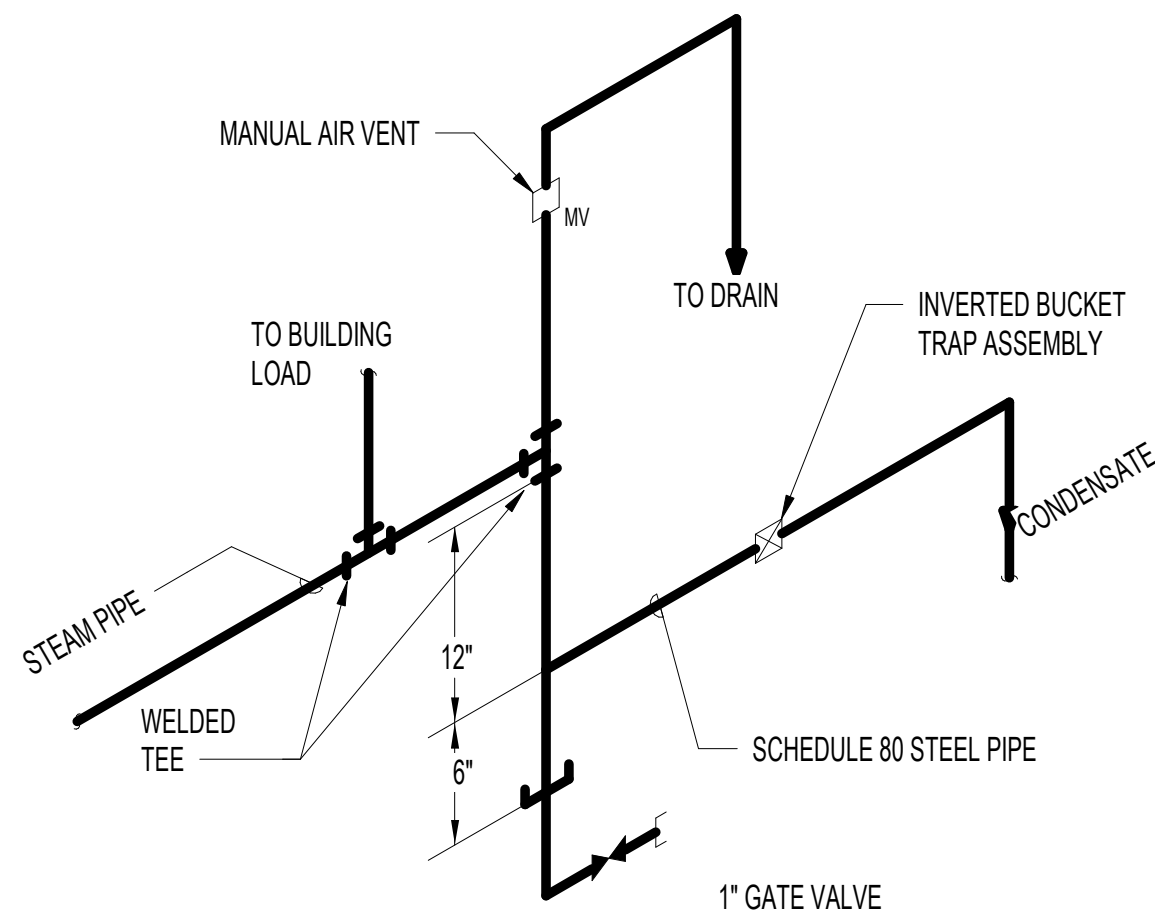 MANUAL AIR VENT
MV
TO DRAIN
INVERTED BUCKET
TRAP ASSEMBLY
TO BUILDING
LOAD
CONDENSATE
STEAM PIPE
12"
WELDED
TEE
6"
SCHEDULE 80 STEEL PIPE
1" GATE VALVE